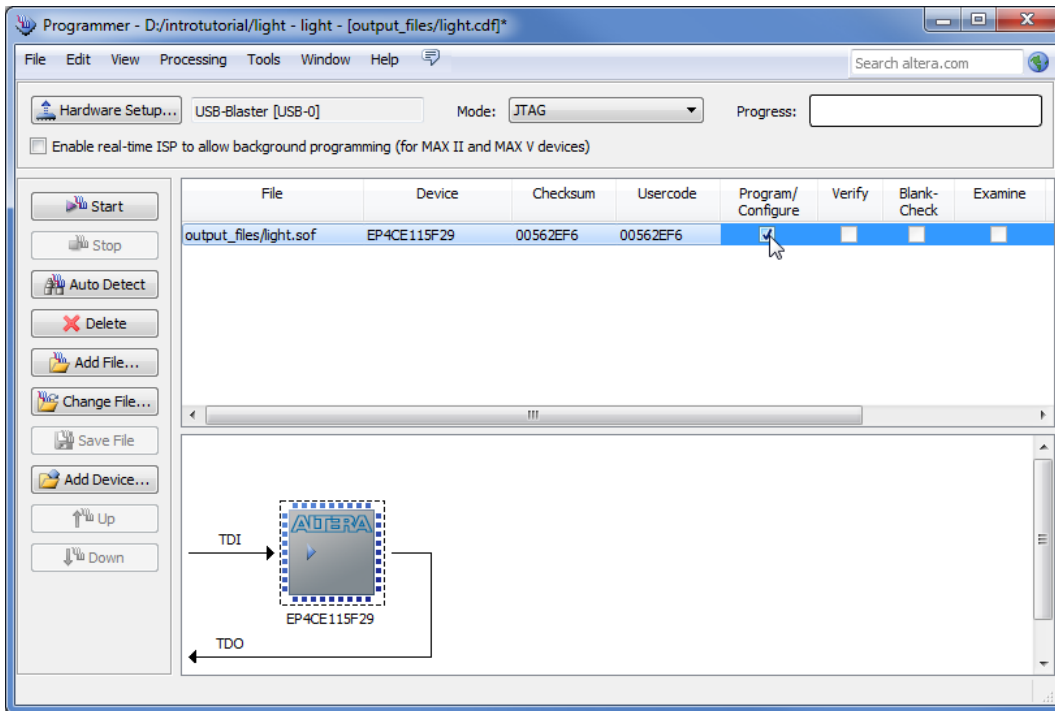 Programmer - D:/introtutorial/light - light - [output_files/light.cdf]*
File Edit View Processing Tools Window Help Search altera.com
Hardware Setup... USB-Blaster [USB-0] Mode: JTAG Progress:
Enable real-time ISP to allow background programming (for MAX II and MAX V devices)
Start
Stop
Auto Detect
Delete
Add File...
Change File...
Save File
Add Device...
Up
Down
File Device Checksum Usercode Program/ Verify Blank- Examine
Configure Check
output_files/light.sof EP4CE115F29 00562EF6 00562EF6
TDI
ALTERA
EP4CE115F29
TDO